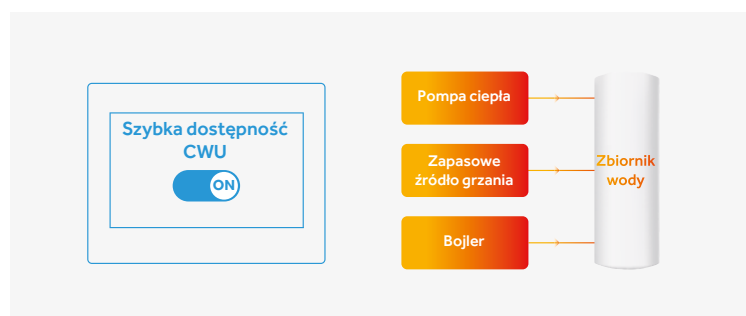 Szybka dostępność
CWU
ON
Pompa ciepła
Zapasowe
źródło grzania
Bojler
Zbiornik
wody